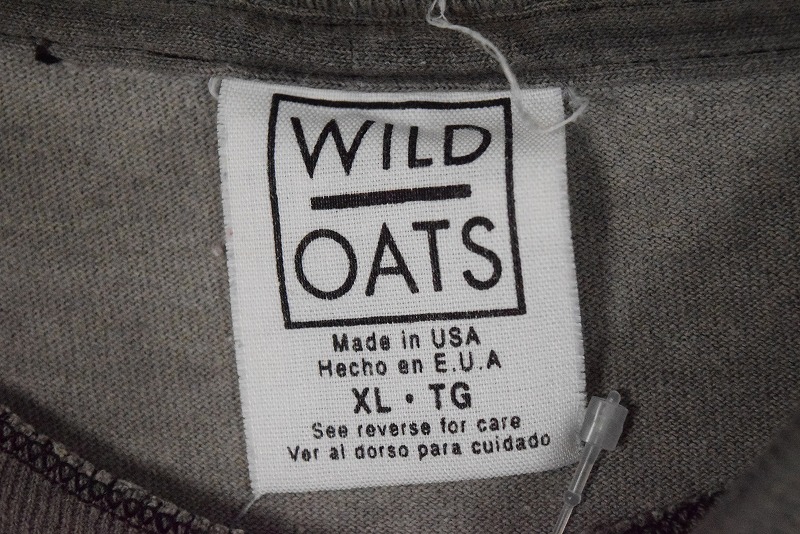 WILD
OATS
Made in USA
Hecho en E.U.A
XL • TG
See reverse for care
Ver al dorso para cuidado